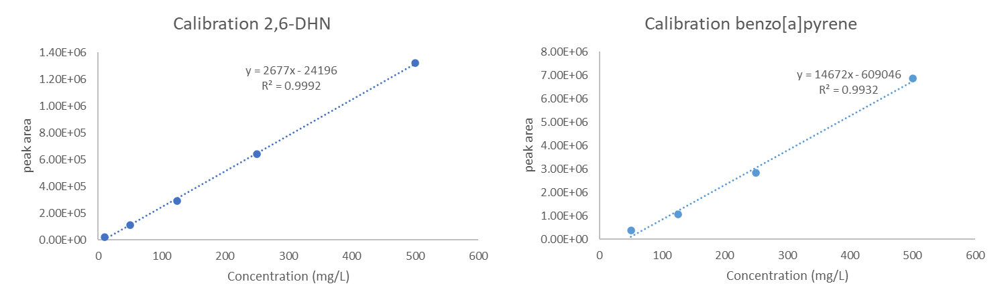 Calibration 2,6-DHN
1.40E+06
1.20E+06
1.00E+06
8.00E+05
6.00E+05
4.00E+05
2.00E+05
0.00E+00
peak area
y = 2677x - 24196
R² = 0.9992
0 100 200 300 400 500 600
Concentration (mg/L)
Calibration benzo[a]pyrene
8.00E+06
7.00E+06
6.00E+06
5.00E+06
4.00E+06
3.00E+06
2.00E+06
1.00E+06
0.00E+00
peak area
y = 14672x - 609046
R² = 0.9932
0 100 200 300 400 500 600
Concentration (mg/L)